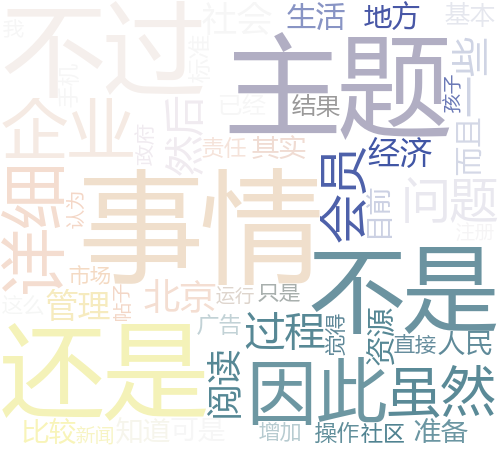 不过
社会
生活
地方
基本
我
手机
标准
主题
一些
孩子
企业
然后
已经
结果
政府
责任
其实
经济
而且
详细
认为
事情
会员
目前
问题
注册
市场
这么
管理
帖子
北京
运行
只是
不是
广告
过程
觉得
资源
直接
人民
还是
阅读
因此
虽然
比较
新闻
知道
可是
增加
操作
社区
准备